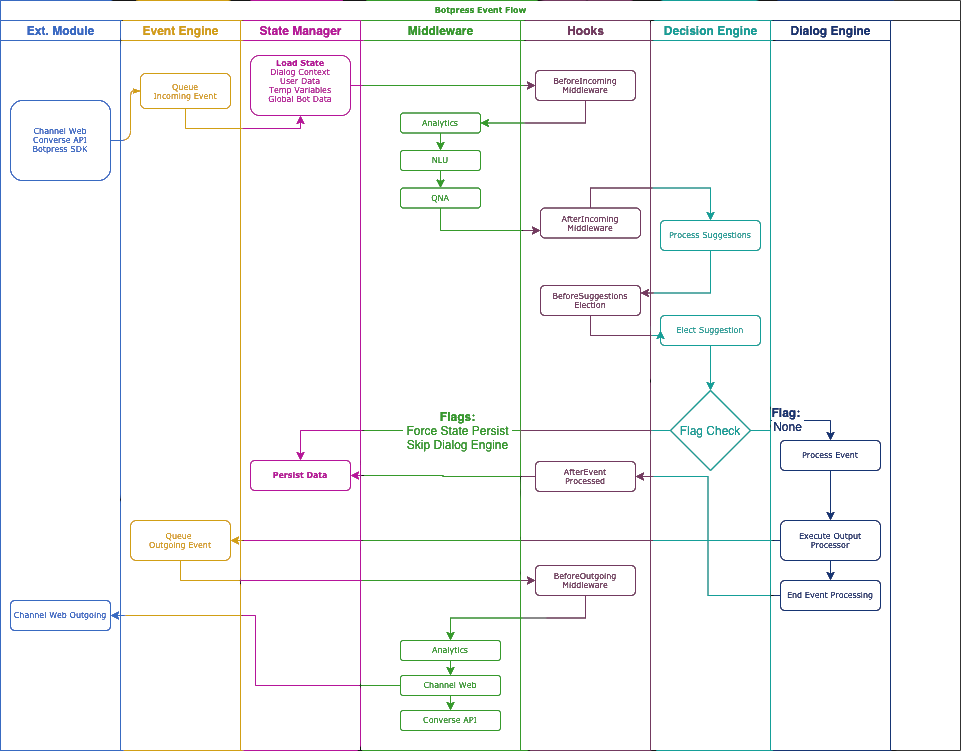 Botpress Event Flow
Ext. Module
Event Engine
State Manager
Middleware
Hooks
Decision Engine
Dialog Engine
Load State
Dialog Context
User Data
Temp Variables
Global Bot Data
Queue
Incoming Event
BeforeIncoming
Middleware
Channel Web
Converse API
Botpress SDK
Analytics
NLU
QNA
AfterIncoming
Middleware
Process Suggestions
BeforeSuggestions
Election
Elect Suggestion
Flags:
Force State Persist
Skip Dialog Engine
Flag Check
Flag:
None
Process Event
Persist Data
AfterEvent
Processed
Queue
Outgoing Event
Execute Output
Processor
BeforeOutgoing
Middleware
End Event Processing
Channel Web Outgoing
Analytics
Channel Web
Converse API